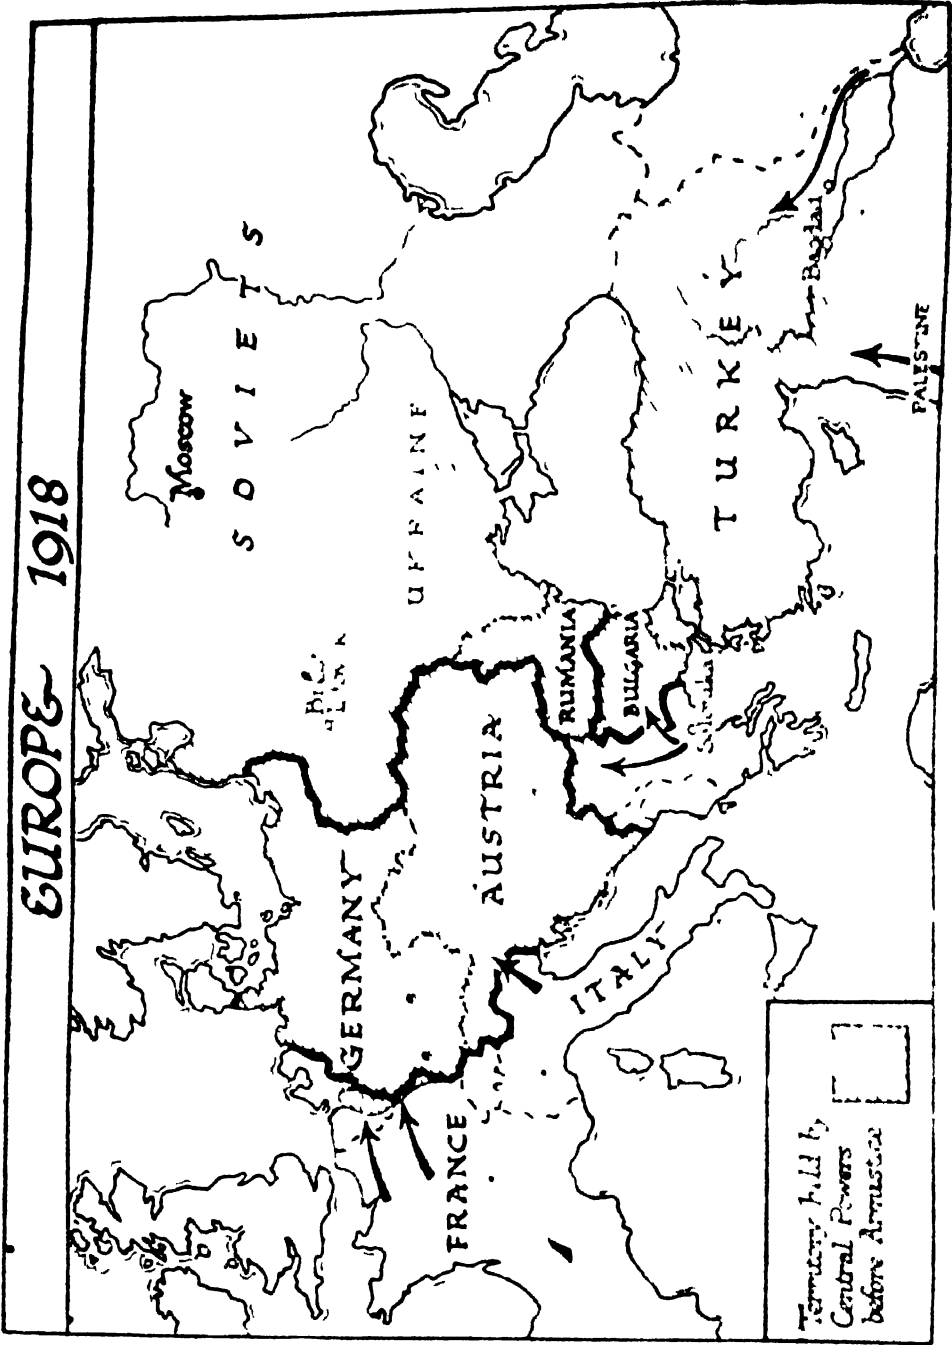 EUROPE 1918
SOVIETS
Moscow
UKRAINE
GERMANY
AUSTRIA
RUMANIA
BULGARIA
TURKEY
Bagdad
PALESTINE
ITALY
FRANCE
Territory held by
Central Powers
before Armistice